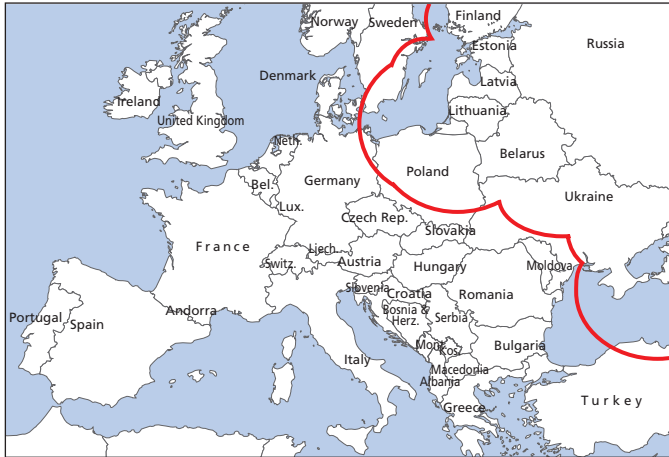 Norway
Sweden
Finland
Estonia
Russia
Denmark
Latvia
Ireland
Lithuania
United Kingdom
Neth.
Belarus
Poland
Bel.
Germany
Ukraine
Lux.
Czech Rep.
Slovakia
France
Liech.
Switz.
Austria
Hungary
Moldova
Slovenia
Croatia
Romania
Andorra
Bosnia &
Herz.
Serbia
Portugal
Spain
Mont.
Kos.
Bulgaria
Italy
Macedonia
Albania
Turkey
Greece